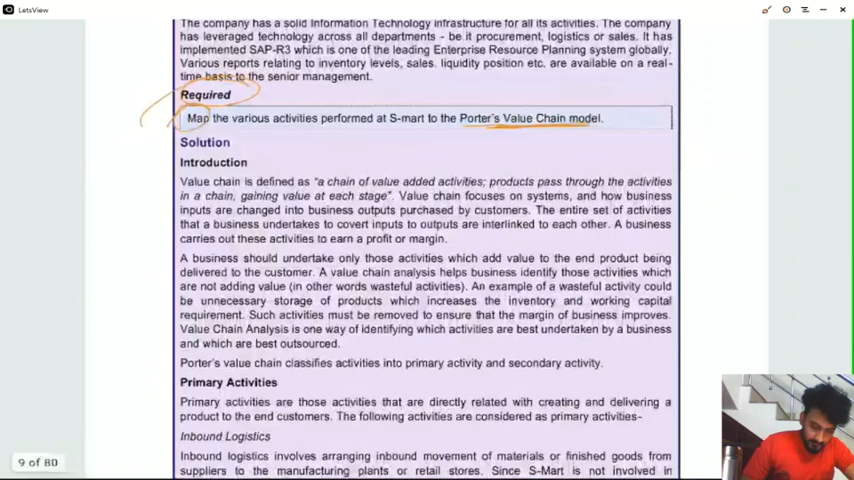 LetsView
The company has a solid Information Technology infrastructure for all its activities. The company
has leveraged technology across all departments - be it procurement, logistics or sales. It has
implemented SAP-R3 which is one of the leading Enterprise Resource Planning system globally.
Various reports relating to inventory levels, sales. liquidity position etc. are available on a real-
time basis to the senior management.
Required
Map the various activities performed at S-mart to the Porter's Value Chain model.
Solution
Introduction
Value chain is defined as "a chain of value added activities; products pass through the activities
in a chain, gaining value at each stage". Value chain focuses on systems, and how business
inputs are changed into business outputs purchased by customers. The entire set of activities
that a business undertakes to covert inputs to outputs are interlinked to each other. A business
carries out these activities to earn a profit or margin.
A business should undertake only those activities which add value to the end product being
delivered to the customer. A value chain analysis helps business identify those activities which
are not adding value (in other words wasteful activities). An example of a wasteful activity could
be unnecessary storage of products which increases the inventory and working capital
requirement. Such activities must be removed to ensure that the margin of business improves.
Value Chain Analysis is one way of identifying which activities are best undertaken by a business
and which are best outsourced.
Porter's value chain classifies activities into primary activity and secondary activity.
Primary Activities
Primary activities are those activities that are directly related with creating and delivering a
product to the end customers. The following activities are considered as primary activities-
Inbound Logistics
Inbound logistics involves arranging inbound movement of materials or finished goods from
suppliers to the manufacturing plants or retail stores. Since S-Mart is not involved in
9 of 80